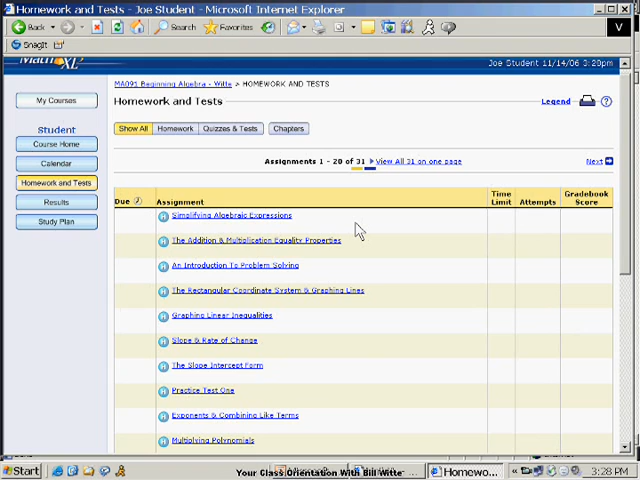 Homework and Tests - Joe Student - Microsoft Internet Explorer
Back Search Favorites
SnagIt
Math XL
Joe Student 11/14/06 3:20pm
MA091 Beginning Algebra - Witte > HOMEWORK AND TESTS
My Courses
Homework and Tests
Legend
Student
Show All Homework Quizzes & Tests Chapters
Course Home
Calendar
Assignments 1 - 20 of 31 View All 31 on one page Next
Homework and Tests
Results
Study Plan
Due Assignment Time Limit Attempts Gradebook Score
Simplifying Algebraic Expressions
The Addition & Multiplication Equality Properties
An Introduction To Problem Solving
The Rectangular Coordinate System & Graphing Lines
Graphing Linear Inequalities
Slope & Rate of Change
The Slope Intercept Form
Practice Test One
Exponents & Combining Like Terms
Multiplying Polynomials
Start
Your Class Orientation With Bill Witte
Homewo...
3:28 PM